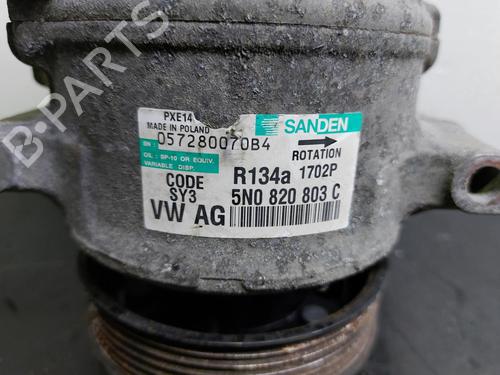 B-PARTS
PXE14
MADE IN POLAND
SANDEN
SN: 057280070B4
OIL: SP-10 OR EQUIV.
VARIABLE DISP.
ROTATION
CODE R134a 1702P
SY3 5N0 820 803 C
VW AG